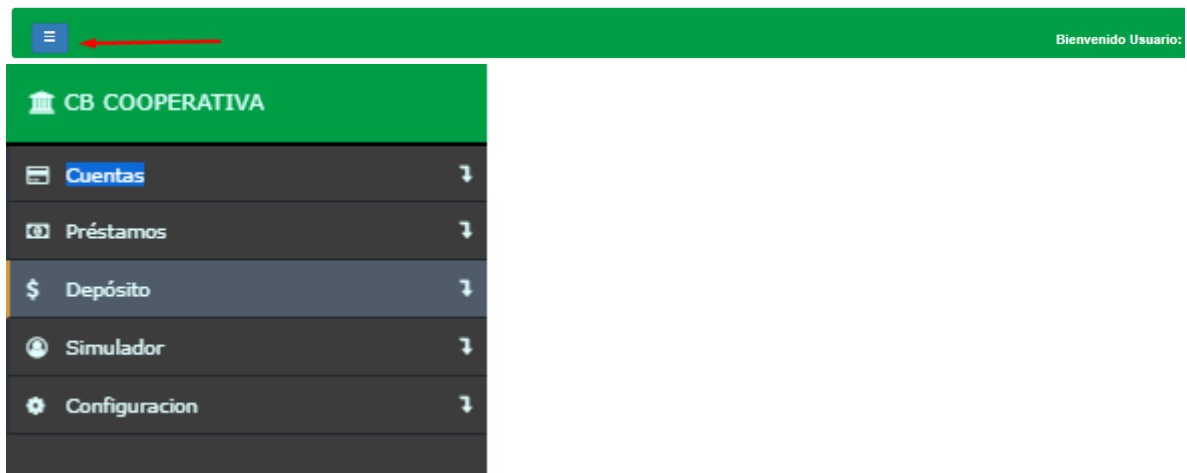 Bienvenido Usuario:
CB COOPERATIVA
Cuentas
Préstamos
$ Depósito
Simulador
Configuracion